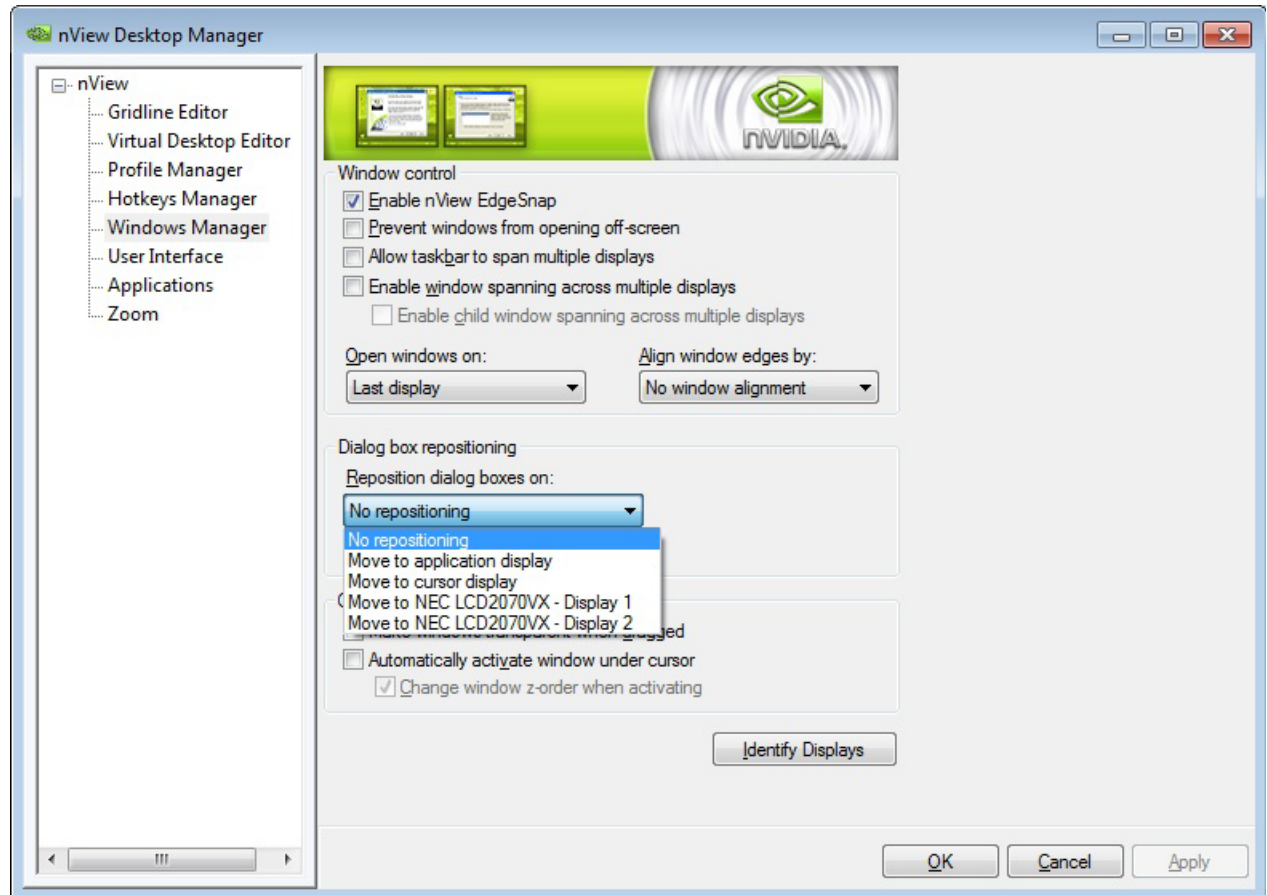 nView Desktop Manager
nView
Gridline Editor
Virtual Desktop Editor
Profile Manager
Hotkeys Manager
Windows Manager
User Interface
Applications
Zoom
NVIDIA.
Window control
Enable nView EdgeSnap
Prevent windows from opening off-screen
Allow taskbar to span multiple displays
Enable window spanning across multiple displays
Enable child window spanning across multiple displays
Open windows on:
Align window edges by:
Last display
No window alignment
Dialog box repositioning
Reposition dialog boxes on:
No repositioning
No repositioning
Move to application display
Move to cursor display
Move to NEC LCD2070VX - Display 1
Move to NEC LCD2070VX - Display 2
Make windows transparent when dragged
Automatically activate window under cursor
Change window z-order when activating
Identify Displays
OK
Cancel
Apply